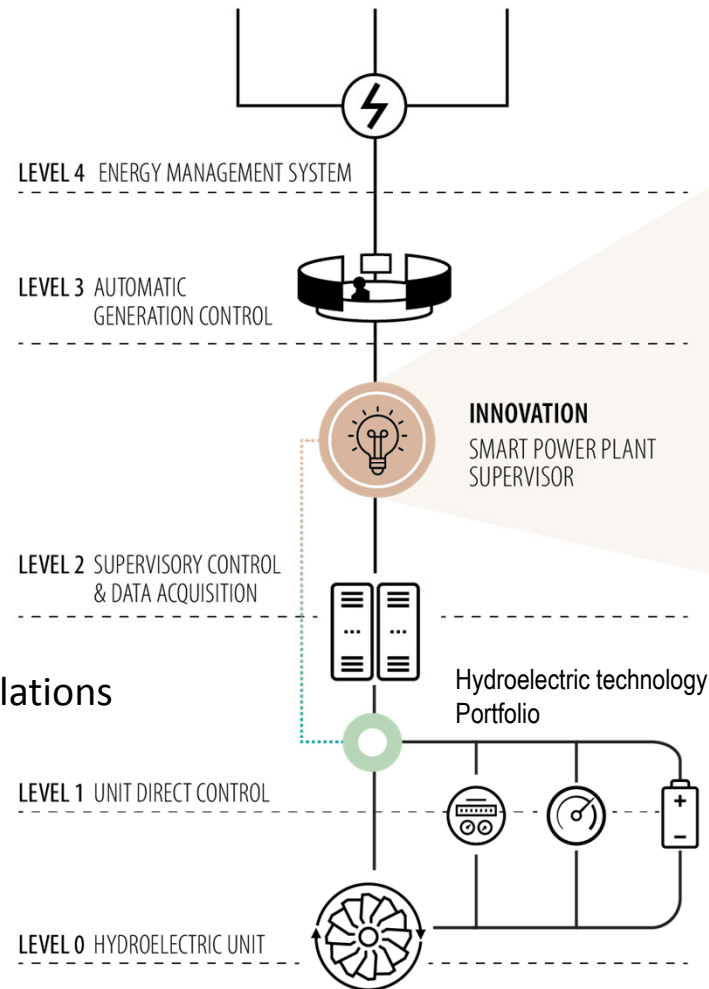 LEVEL 4 ENERGY MANAGEMENT SYSTEM
LEVEL 3 AUTOMATIC
GENERATION CONTROL
INNOVATION
SMART POWER PLANT
SUPERVISOR
LEVEL 2 SUPERVISORY CONTROL
& DATA ACQUISITION
lations
Hydroelectric technology
Portfolio
LEVEL 1 UNIT DIRECT CONTROL
+
−
LEVEL 0 HYDROELECTRIC UNIT